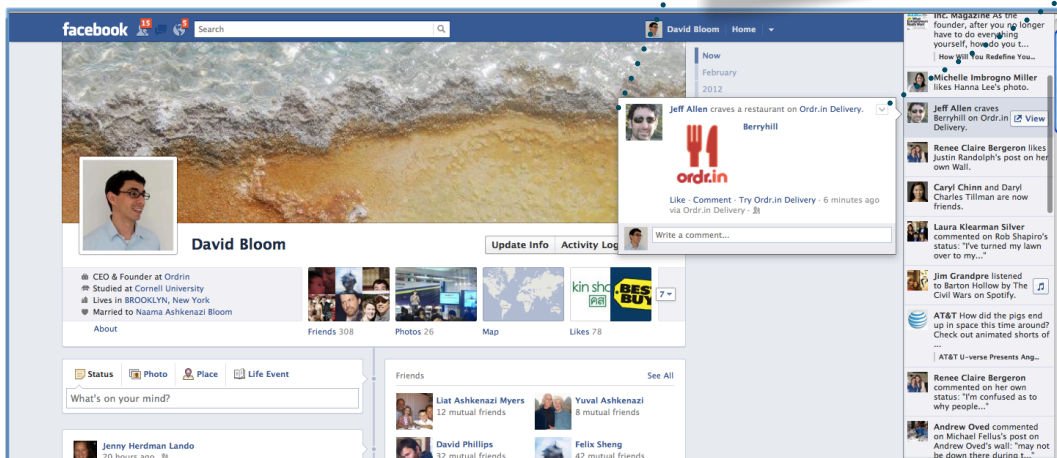 facebook
15
5
Search
David Bloom
Home
Now
February
2012
Jeff Allen craves a restaurant on Ordr.in Delivery.
Berryhill
ordr.in
Like · Comment · Try Ordr.in Delivery · 6 minutes ago
via Ordr.in Delivery ·
Write a comment...
David Bloom
Update Info
Activity Log
CEO & Founder at Ordrin
Studied at Cornell University
Lives in BROOKLYN, New York
Married to Naama Ashkenazi Bloom
About
Friends 308
Photos 26
Map
kin sho
BEST
BUY
Likes 78
7
Status
Photo
Place
Life Event
What's on your mind?
Jenny Herdman Lando
20 hours ago
Friends
See All
Liat Ashkenazi Myers
12 mutual friends
Yuval Ashkenazi
8 mutual friends
David Phillips
32 mutual friends
Felix Sheng
42 mutual friends
Inc. Magazine As the
founder, after you no longer
have to do everything
yourself, how do you t...
How Will You Redefine You...
Michelle Imbrogno Miller
likes Hanna Lee's photo.
Jeff Allen craves
Berryhill on Ordr.in
Delivery.
View
Renee Claire Bergeron likes
Justin Randolph's post on her
own Wall.
Caryl Chinn and Daryl
Charles Tillman are now
friends.
Laura Klearman Silver
commented on Rob Shapiro's
status: "I've turned my lawn
over to my..."
Jim Grandpre listened
to Barton Hollow by The
Civil Wars on Spotify.
AT&T How did the pigs end
up in space this time around?
Check out animated shorts of
...
AT&T U-verse Presents Ang...
Renee Claire Bergeron
commented on her own
status: "I'm confused as to
why people..."
Andrew Oved commented
on Michael Fellus's post on
Andrew Oved's wall: "may not
be down there during t..."